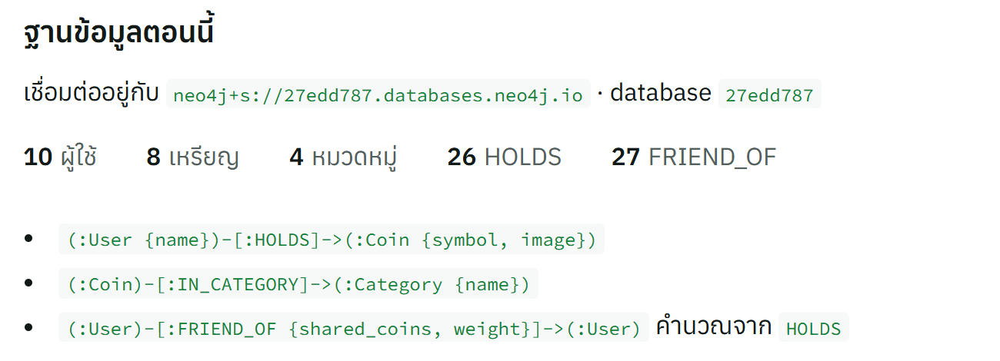 ฐานข้อมูลตอนนี้
เชื่อมต่ออยู่กับ neo4j+s://27edd787.databases.neo4j.io · database 27edd787
10 ผู้ใช้ 8 เหรียญ 4 หมวดหมู่ 26 HOLDS 27 FRIEND_OF
• (:User {name})-[:HOLDS]->(:Coin {symbol, image})
• (:Coin)-[:IN_CATEGORY]->(:Category {name})
• (:User)-[:FRIEND_OF {shared_coins, weight}]->(:User) คำนวณจาก HOLDS